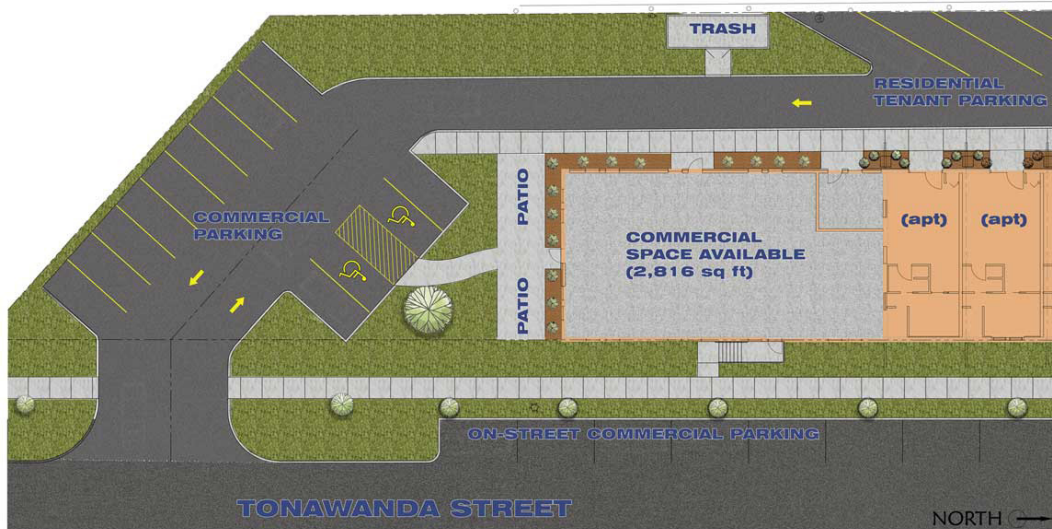 TRASH
RESIDENTIAL
TENANT PARKING
COMMERCIAL
PARKING
PATIO
PATIO
COMMERCIAL
SPACE AVAILABLE
(2,816 sq ft)
(apt)
(apt)
ON-STREET COMMERCIAL PARKING
TONAWANDA STREET
NORTH